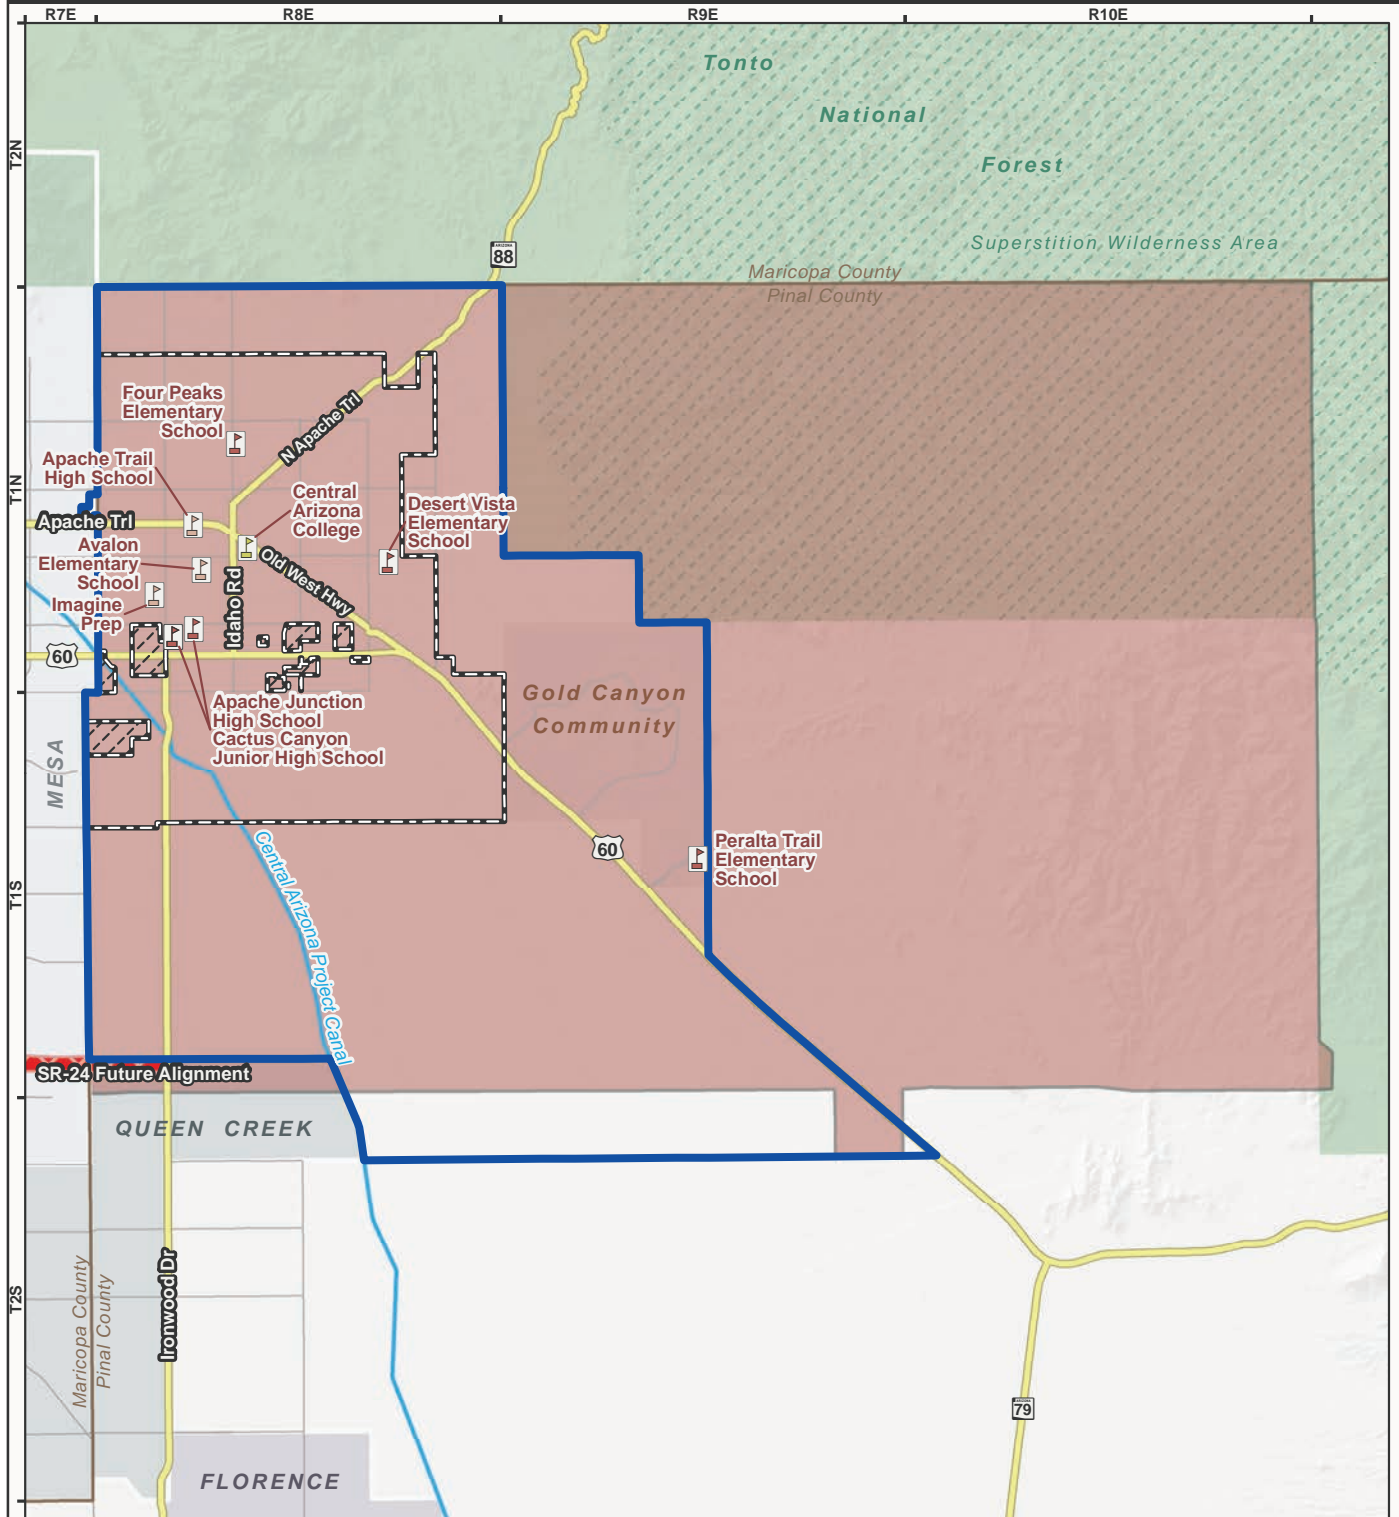 R7E
R8E
R9E
R10E
T2N
T1N
T1S
T2S
Tonto
National
Forest
Superstition Wilderness Area
Maricopa County
Pinal County
ARIZONA
88
Four Peaks
Elementary
School
N Apache Trl
Apache Trail
High School
Central
Arizona
College
Desert Vista
Elementary
School
Apache Trl
Avalon
Elementary
School
Old West Hwy
Idaho Rd
Imagine
Prep
60
Apache Junction
High School
Cactus Canyon
Junior High School
Gold Canyon
Community
MESA
60
Peralta Trail
Elementary
School
Central Arizona Project Canal
SR-24 Future Alignment
QUEEN CREEK
Maricopa County
Pinal County
Ironwood Dr
ARIZONA
79
FLORENCE